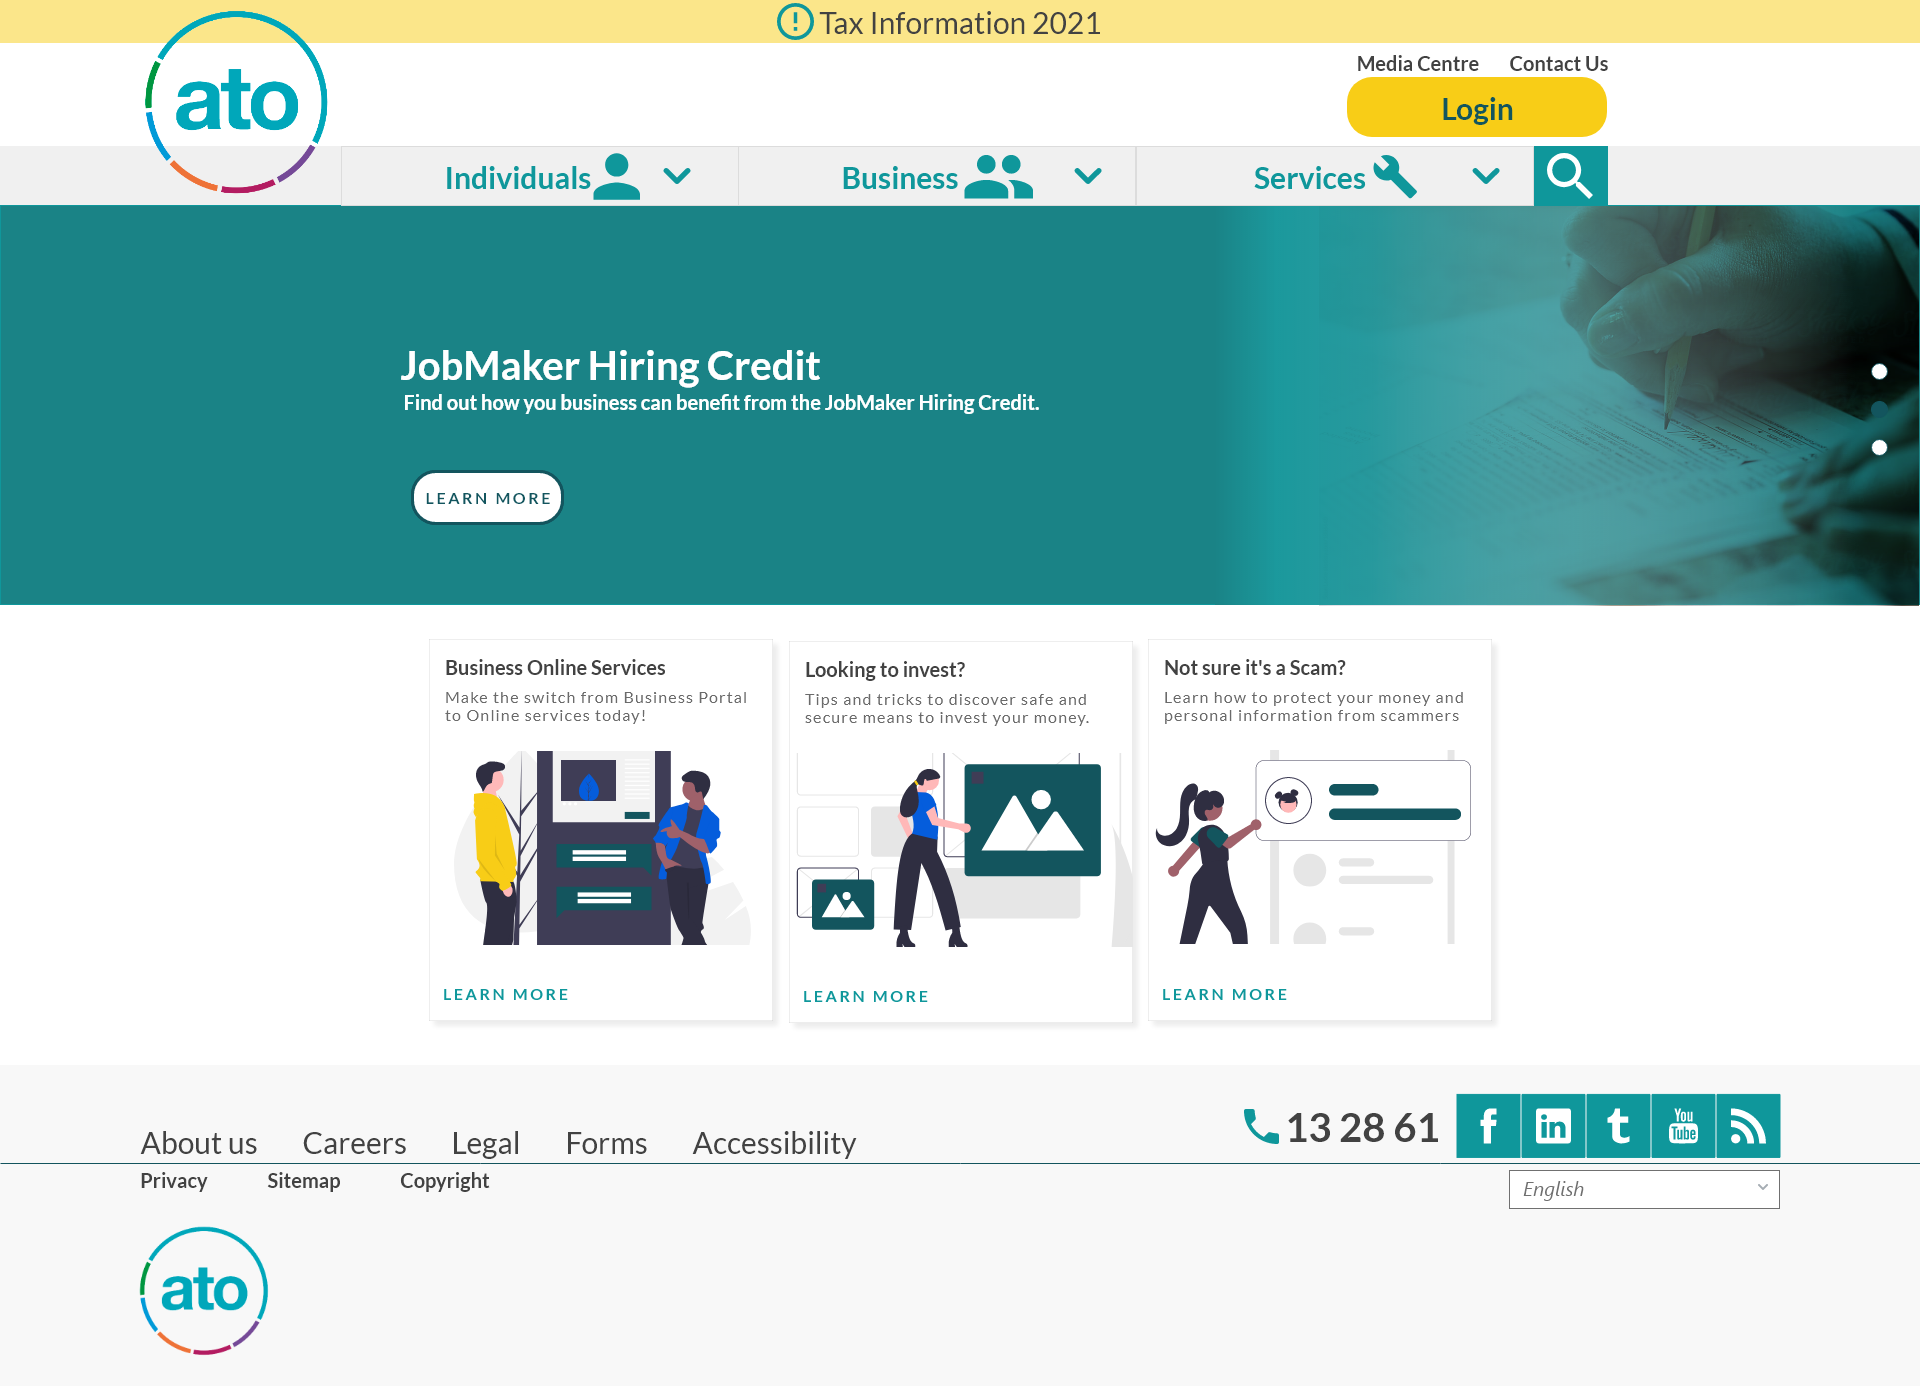 Tax Information 2021
ato
Media Centre Contact Us
Login
Individuals Business Services
JobMaker Hiring Credit
Find out how you business can benefit from the JobMaker Hiring Credit.
LEARN MORE
Business Online Services
Make the switch from Business Portal
to Online services today!
LEARN MORE
Looking to invest?
Tips and tricks to discover safe and
secure means to invest your money.
LEARN MORE
Not sure it's a Scam?
Learn how to protect your money and
personal information from scammers
LEARN MORE
About us Careers Legal Forms Accessibility
13 28 61
f in t You Tube
Privacy Sitemap Copyright
English
ato